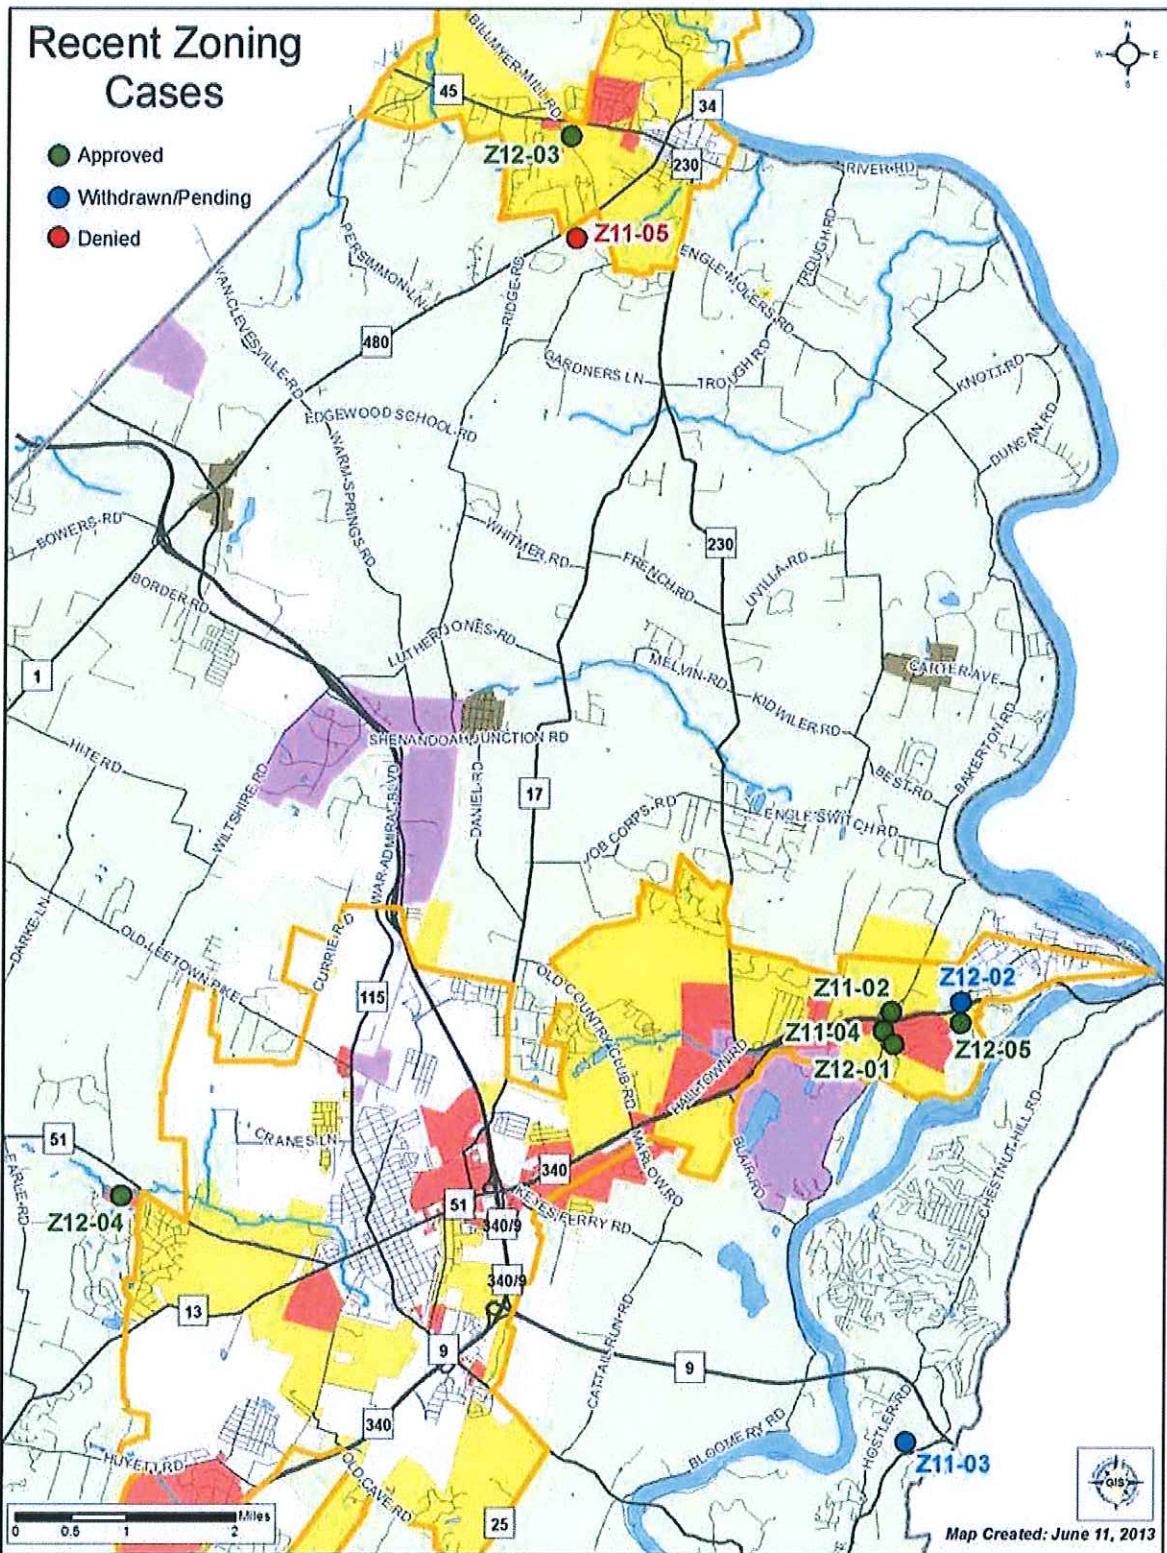 Recent Zoning
Cases
Approved
Withdrawn/Pending
Denied
N
W
E
S
BILLMYER-MILL-RD
45
34
Z12-03
230
RIVER-RD
Z11-05
PERSIMMON-LN
ENGLE-MOLERS-RD
TROUGH-RD
VAN-CLEVESVILLE-RD
RIDGE-RD
480
GARDNERS LN
TROUGH RD
KNOTT-RD
EDGEWOOD SCHOOL-RD
DUNCAN RD
WARM-SPRINGS-RD
BOWERS-RD
WHITMER-RD
230
FRENCH-RD
UVILLA-RD
BORDER-RD
LUTHER-JONES-RD
1
MELVIN-RD
CARTER-AVE
KIDWILER-RD
SHENANDOAH JUNCTION RD
BAKERTON-RD
HITE-RD
WILTSHIRE-RD
WAR-ADMIRAL-BLVD
DANIEL-RD
17
BEST-RD
JOB CORPS-RD
ENGLE SWITCH RD
DARKE-LN
OLD-LEETOWN PIKE
CURRIE-RD
115
OLD COUNTRY CLUB-RD
Z11-02
Z12-02
Z11-04
Z12-05
Z12-01
HALLTOWN RD
51
CRANES LN
340
MARLOW RD
BLAIR-RD
CHESTNUT-HILL-RD
EARLE-RD
51
KEYES FERRY RD
Z12-04
340/9
340/9
13
9
CATTAIL-RUN-RD
9
340
HUYETT RD
OLD-CAVE-RD
BLOOMERY RD
HOSTLER-RD
Z11-03
GIS
25
Miles
0 0.5 1 2
Map Created: June 11, 2013